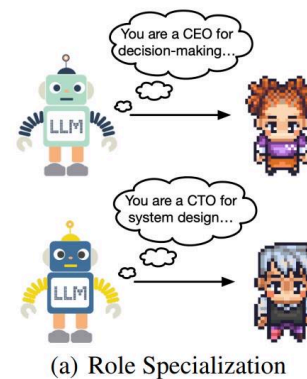 You are a CEO for
decision-making...
LLM
You are a CTO for
system design...
LLM
(a) Role Specialization